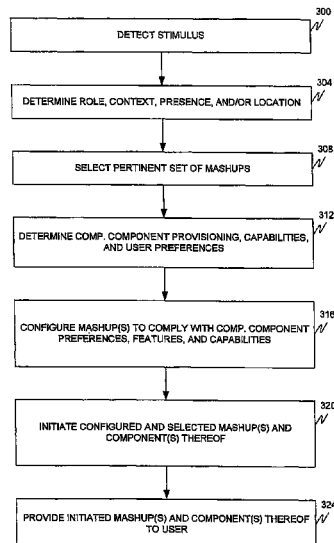 300
DETECT STIMULUS
304
DETERMINE ROLE, CONTEXT, PRESENCE, AND/OR LOCATION
308
SELECT PERTINENT SET OF MASHUPS
312
DETERMINE COMP. COMPONENT PROVISIONING, CAPABILITIES,
AND USER PREFERENCES
316
CONFIGURE MASHUP(S) TO COMPLY WITH COMP. COMPONENT
PREFERENCES, FEATURES, AND CAPABILITIES
320
INITIATE CONFIGURED AND SELECTED MASHUP(S) AND
COMPONENT(S) THEREOF
324
PROVIDE INITIATED MASHUP(S) AND COMPONENT(S) THEREOF
TO USER